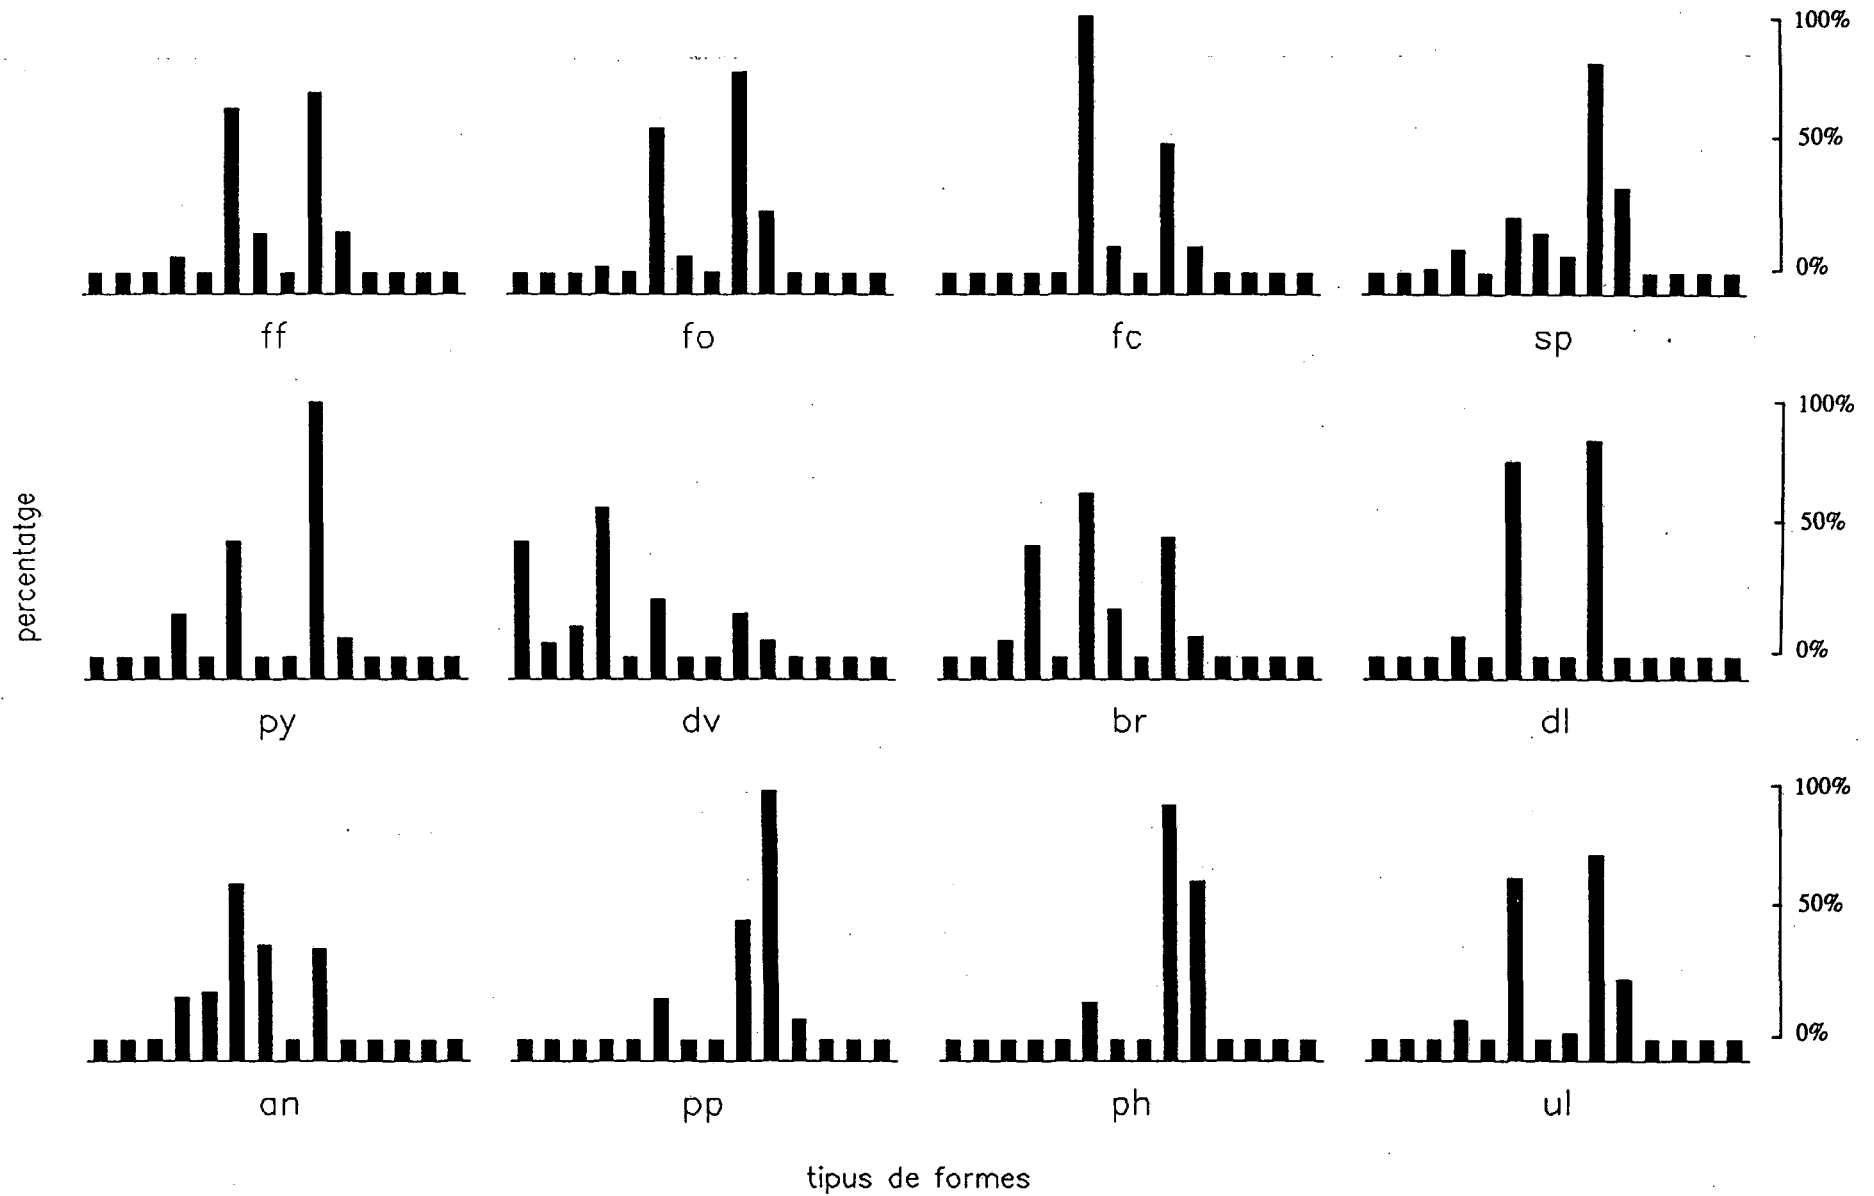 100%
50%
0%
ff fo fc sp
100%
50%
0%
percentatge
py dv br dl
100%
50%
0%
an pp ph ul
tipus de formes